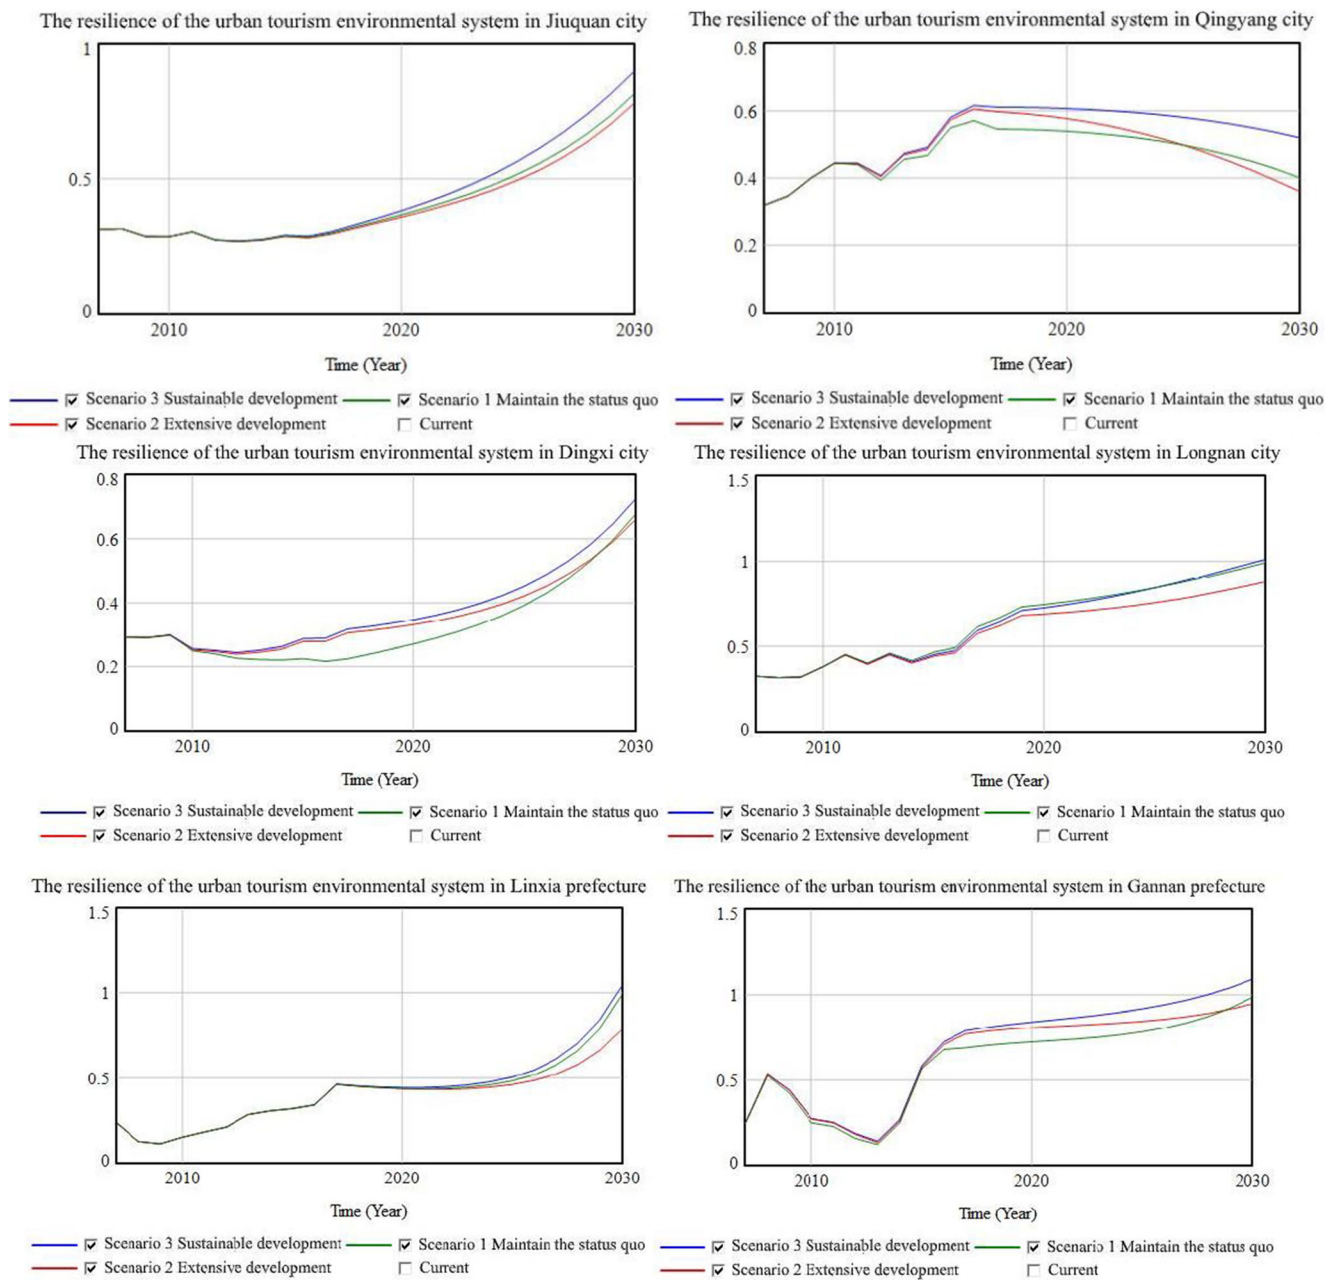 The resilience of the urban tourism environmental system in Jiuquan city
1
0.5
0
2010
2020
2030
Time (Year)
Scenario 3 Sustainable development
Scenario 1 Maintain the status quo
Scenario 2 Extensive development
Current
The resilience of the urban tourism environmental system in Qingyang city
0.8
0.6
0.4
0.2
0
2010
2020
2030
Time (Year)
Scenario 3 Sustainable development
Scenario 1 Maintain the status quo
Scenario 2 Extensive development
Current
The resilience of the urban tourism environmental system in Dingxi city
0.8
0.6
0.4
0.2
0
2010
2020
2030
Time (Year)
Scenario 3 Sustainable development
Scenario 1 Maintain the status quo
Scenario 2 Extensive development
Current
The resilience of the urban tourism environmental system in Longnan city
1.5
1
0.5
0
2010
2020
2030
Time (Year)
Scenario 3 Sustainable development
Scenario 1 Maintain the status quo
Scenario 2 Extensive development
Current
The resilience of the urban tourism environmental system in Linxia prefecture
1.5
1
0.5
0
2010
2020
2030
Time (Year)
Scenario 3 Sustainable development
Scenario 1 Maintain the status quo
Scenario 2 Extensive development
Current
The resilience of the urban tourism environmental system in Gannan prefecture
1.5
1
0.5
0
2010
2020
2030
Time (Year)
Scenario 3 Sustainable development
Scenario 1 Maintain the status quo
Scenario 2 Extensive development
Current